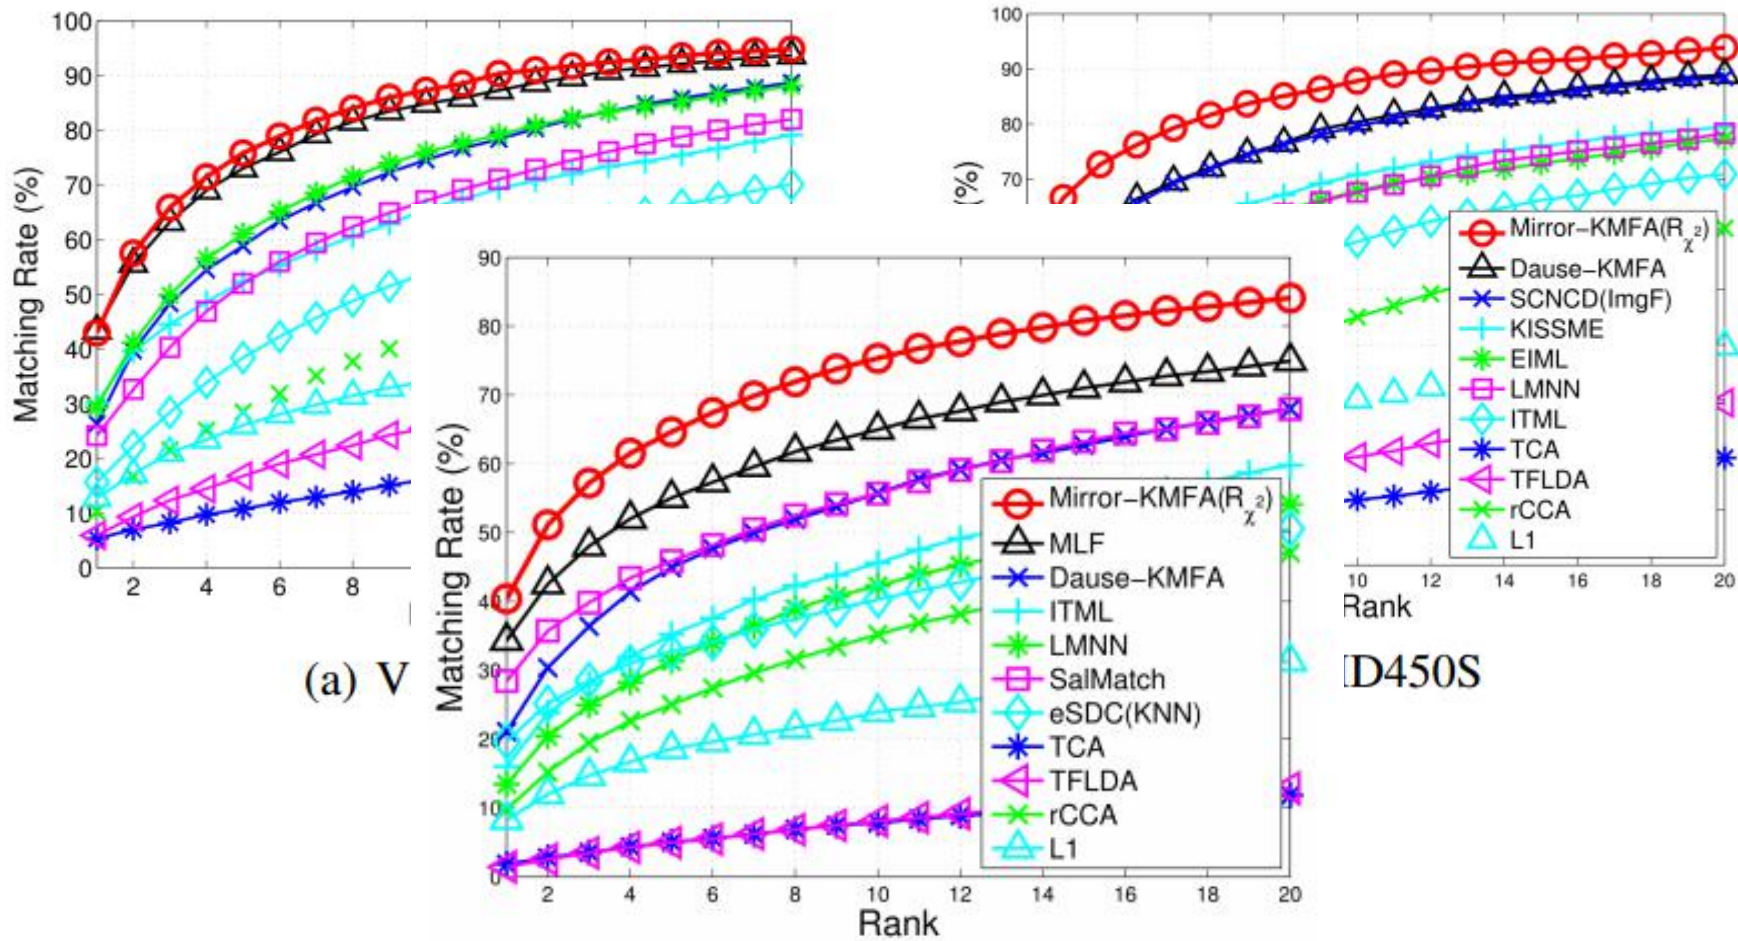 100
90
80
70
60
50
40
30
20
10
0
Matching Rate (%)
2
4
6
8
(a) V
100
90
80
70
(%)
Mirror-KMFA(R_χ²)
Dause-KMFA
SCNCD(ImgF)
KISSME
EIML
LMNN
ITML
TCA
TFLDA
rCCA
L1
10
12
14
16
18
20
Rank
ID450S
90
80
70
60
50
40
30
20
10
0
Matching Rate (%)
Mirror-KMFA(R_χ²)
MLF
Dause-KMFA
ITML
LMNN
SalMatch
eSDC(KNN)
TCA
TFLDA
rCCA
L1
2
4
6
8
10
12
14
16
18
20
Rank